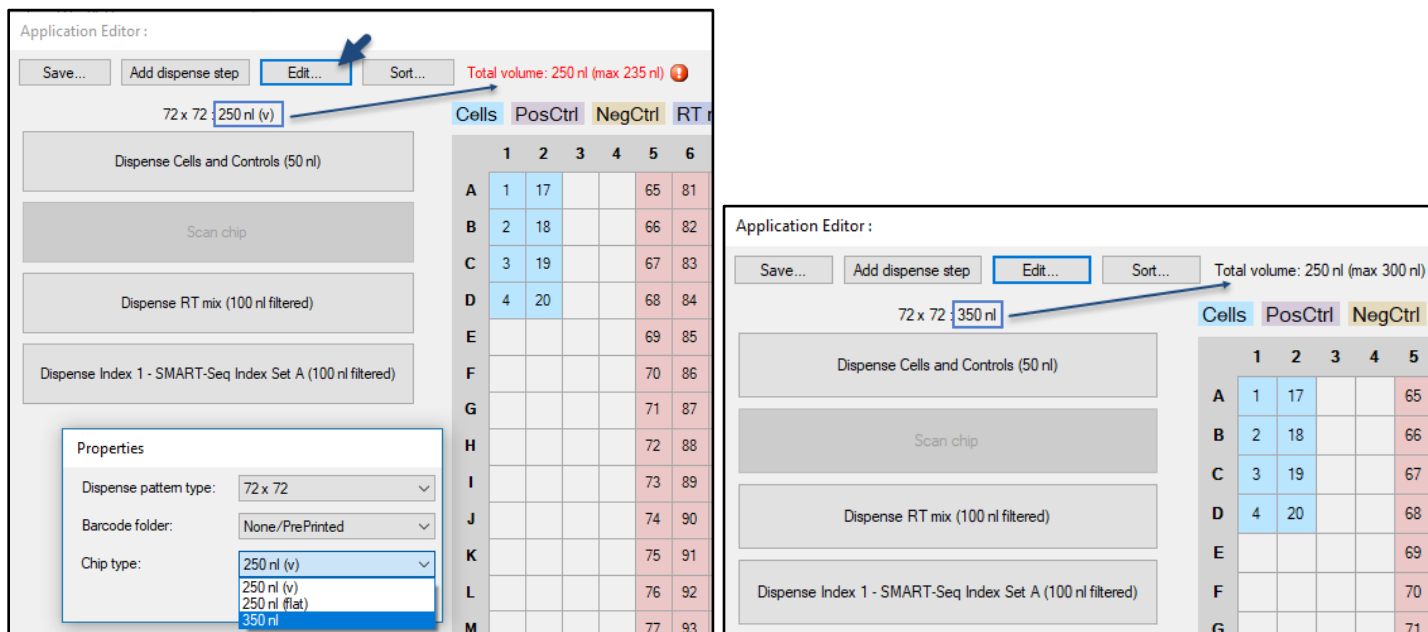 Application Editor :
Save... Add dispense step Edit... Sort... Total volume: 250 nl (max 235 nl)
72 x 72 : 250 nl (v)
Cells PosCtrl NegCtrl RT
Dispense Cells and Controls (50 nl)
Scan chip
Dispense RT mix (100 nl filtered)
Dispense Index 1 - SMART-Seq Index Set A (100 nl filtered)
1 2 3 4 5 6
A 1 17 65 81
B 2 18 66 82
C 3 19 67 83
D 4 20 68 84
E 69 85
F 70 86
G 71 87
H 72 88
I 73 89
J 74 90
K 75 91
L 76 92
M 77 93
Properties
Dispense pattern type: 72 x 72
Barcode folder: None/PrePrinted
Chip type: 250 nl (v)
250 nl (v)
250 nl (flat)
350 nl
Application Editor :
Save... Add dispense step Edit... Sort... Total volume: 250 nl (max 300 nl)
72 x 72 : 350 nl
Cells PosCtrl NegCtrl
Dispense Cells and Controls (50 nl)
Scan chip
Dispense RT mix (100 nl filtered)
Dispense Index 1 - SMART-Seq Index Set A (100 nl filtered)
1 2 3 4 5
A 1 17 65
B 2 18 66
C 3 19 67
D 4 20 68
E 69
F 70
G 71